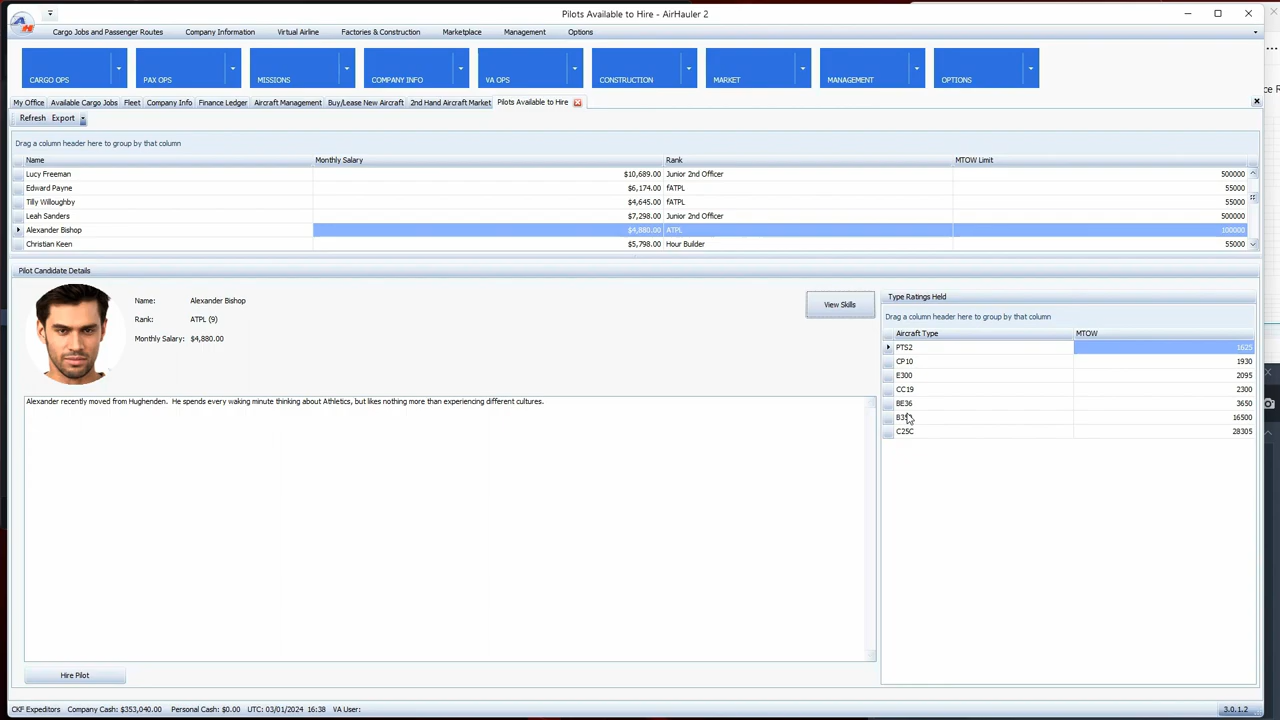 Pilots Available to Hire - AirHauler 2
Cargo Jobs and Passenger Routes Company Information Virtual Airline Factories & Construction Marketplace Management Options
CARGO OPS PAX OPS MISSIONS COMPANY INFO VA OPS CONSTRUCTION MARKET MANAGEMENT OPTIONS
My Office Available Cargo Jobs Fleet Company Info Finance Ledger Aircraft Management Buy/Lease New Aircraft 2nd Hand Aircraft Market Pilots Available to Hire
Refresh Export
Drag a column header here to group by that column
Name Monthly Salary Rank MTOW Limit
Lucy Freeman $10,689.00 Junior 2nd Officer 500000
Edward Payne $6,174.00 fATPL 55000
Tilly Willoughby $4,645.00 fATPL 55000
Leah Sanders $7,298.00 Junior 2nd Officer 500000
Alexander Bishop $4,880.00 ATPL 100000
Christian Keen $5,798.00 Hour Builder 55000
Pilot Candidate Details
Name: Alexander Bishop
Rank: ATPL (9)
Monthly Salary: $4,880.00
View Skills
Alexander recently moved from Hughenden. He spends every waking minute thinking about Athletics, but likes nothing more than experiencing different cultures.
Hire Pilot
Type Ratings Held
Drag a column header here to group by that column
Aircraft Type MTOW
PTS2 1625
CP10 1930
E300 2095
CC19 2300
BE36 3650
16500
C25C 28305
CKF Expeditors Company Cash: $353,040.00 Personal Cash: $0.00 UTC: 03/01/2024 16:38 VA User:
3.0.1.2